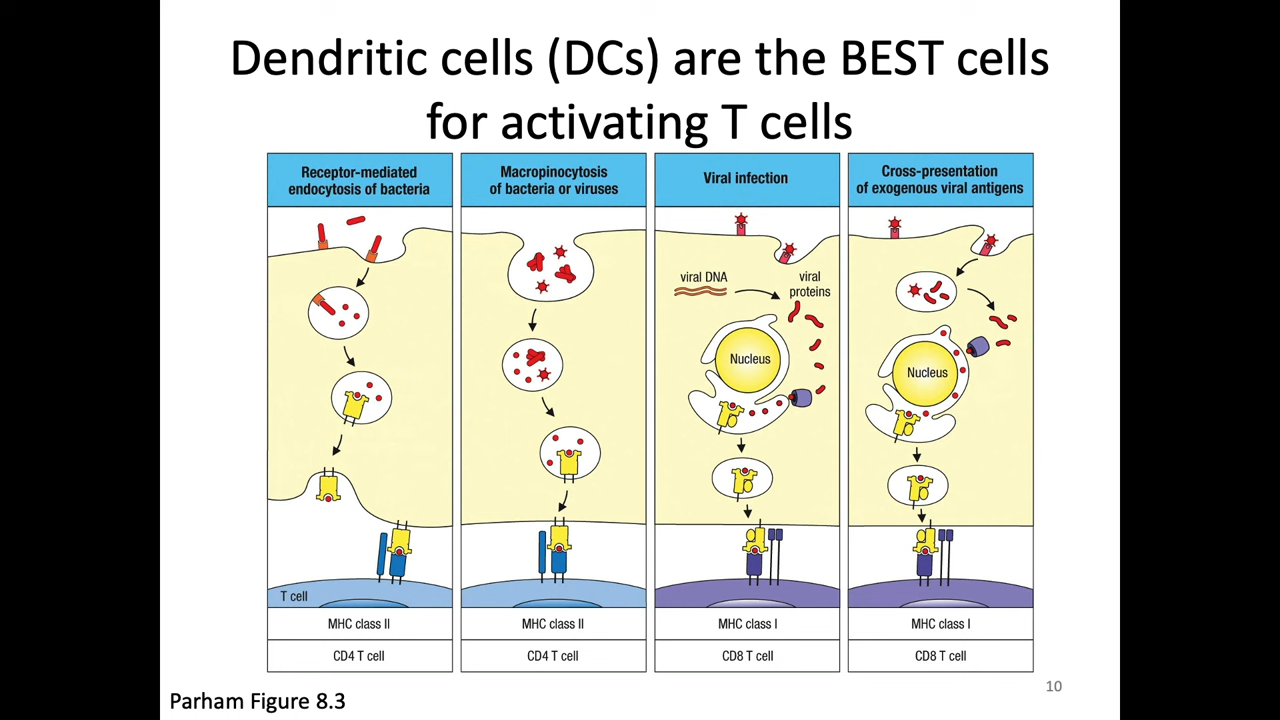 Dendritic cells (DCs) are the BEST cells
for activating T cells
Receptor-mediated
endocytosis of bacteria
Macropinocytosis
of bacteria or viruses
Viral infection
Cross-presentation
of exogenous viral antigens
viral DNA
viral
proteins
Nucleus
Nucleus
T cell
MHC class II
MHC class II
MHC class I
MHC class I
CD4 T cell
CD4 T cell
CD8 T cell
CD8 T cell
Parham Figure 8.3
10